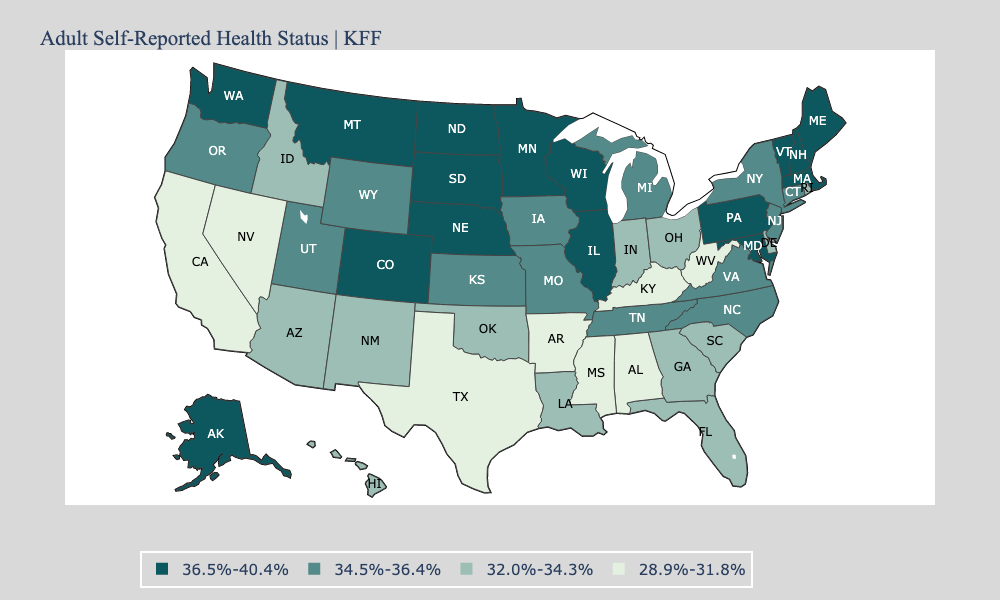 Adult Self-Reported Health Status | KFF
WA
ME
MT
ND
VT
NH
OR
MN
ID
SD
WI
NY
MA
RI
WY
MI
CT
IA
PA
NJ
NE
NV
UT
OH
DE
MD
CA
CO
IL
IN
WV
KS
MO
VA
KY
NC
TN
AZ
NM
OK
AR
SC
MS
AL
GA
TX
LA
AK
FL
HI
36.5%-40.4% 34.5%-36.4% 32.0%-34.3% 28.9%-31.8%